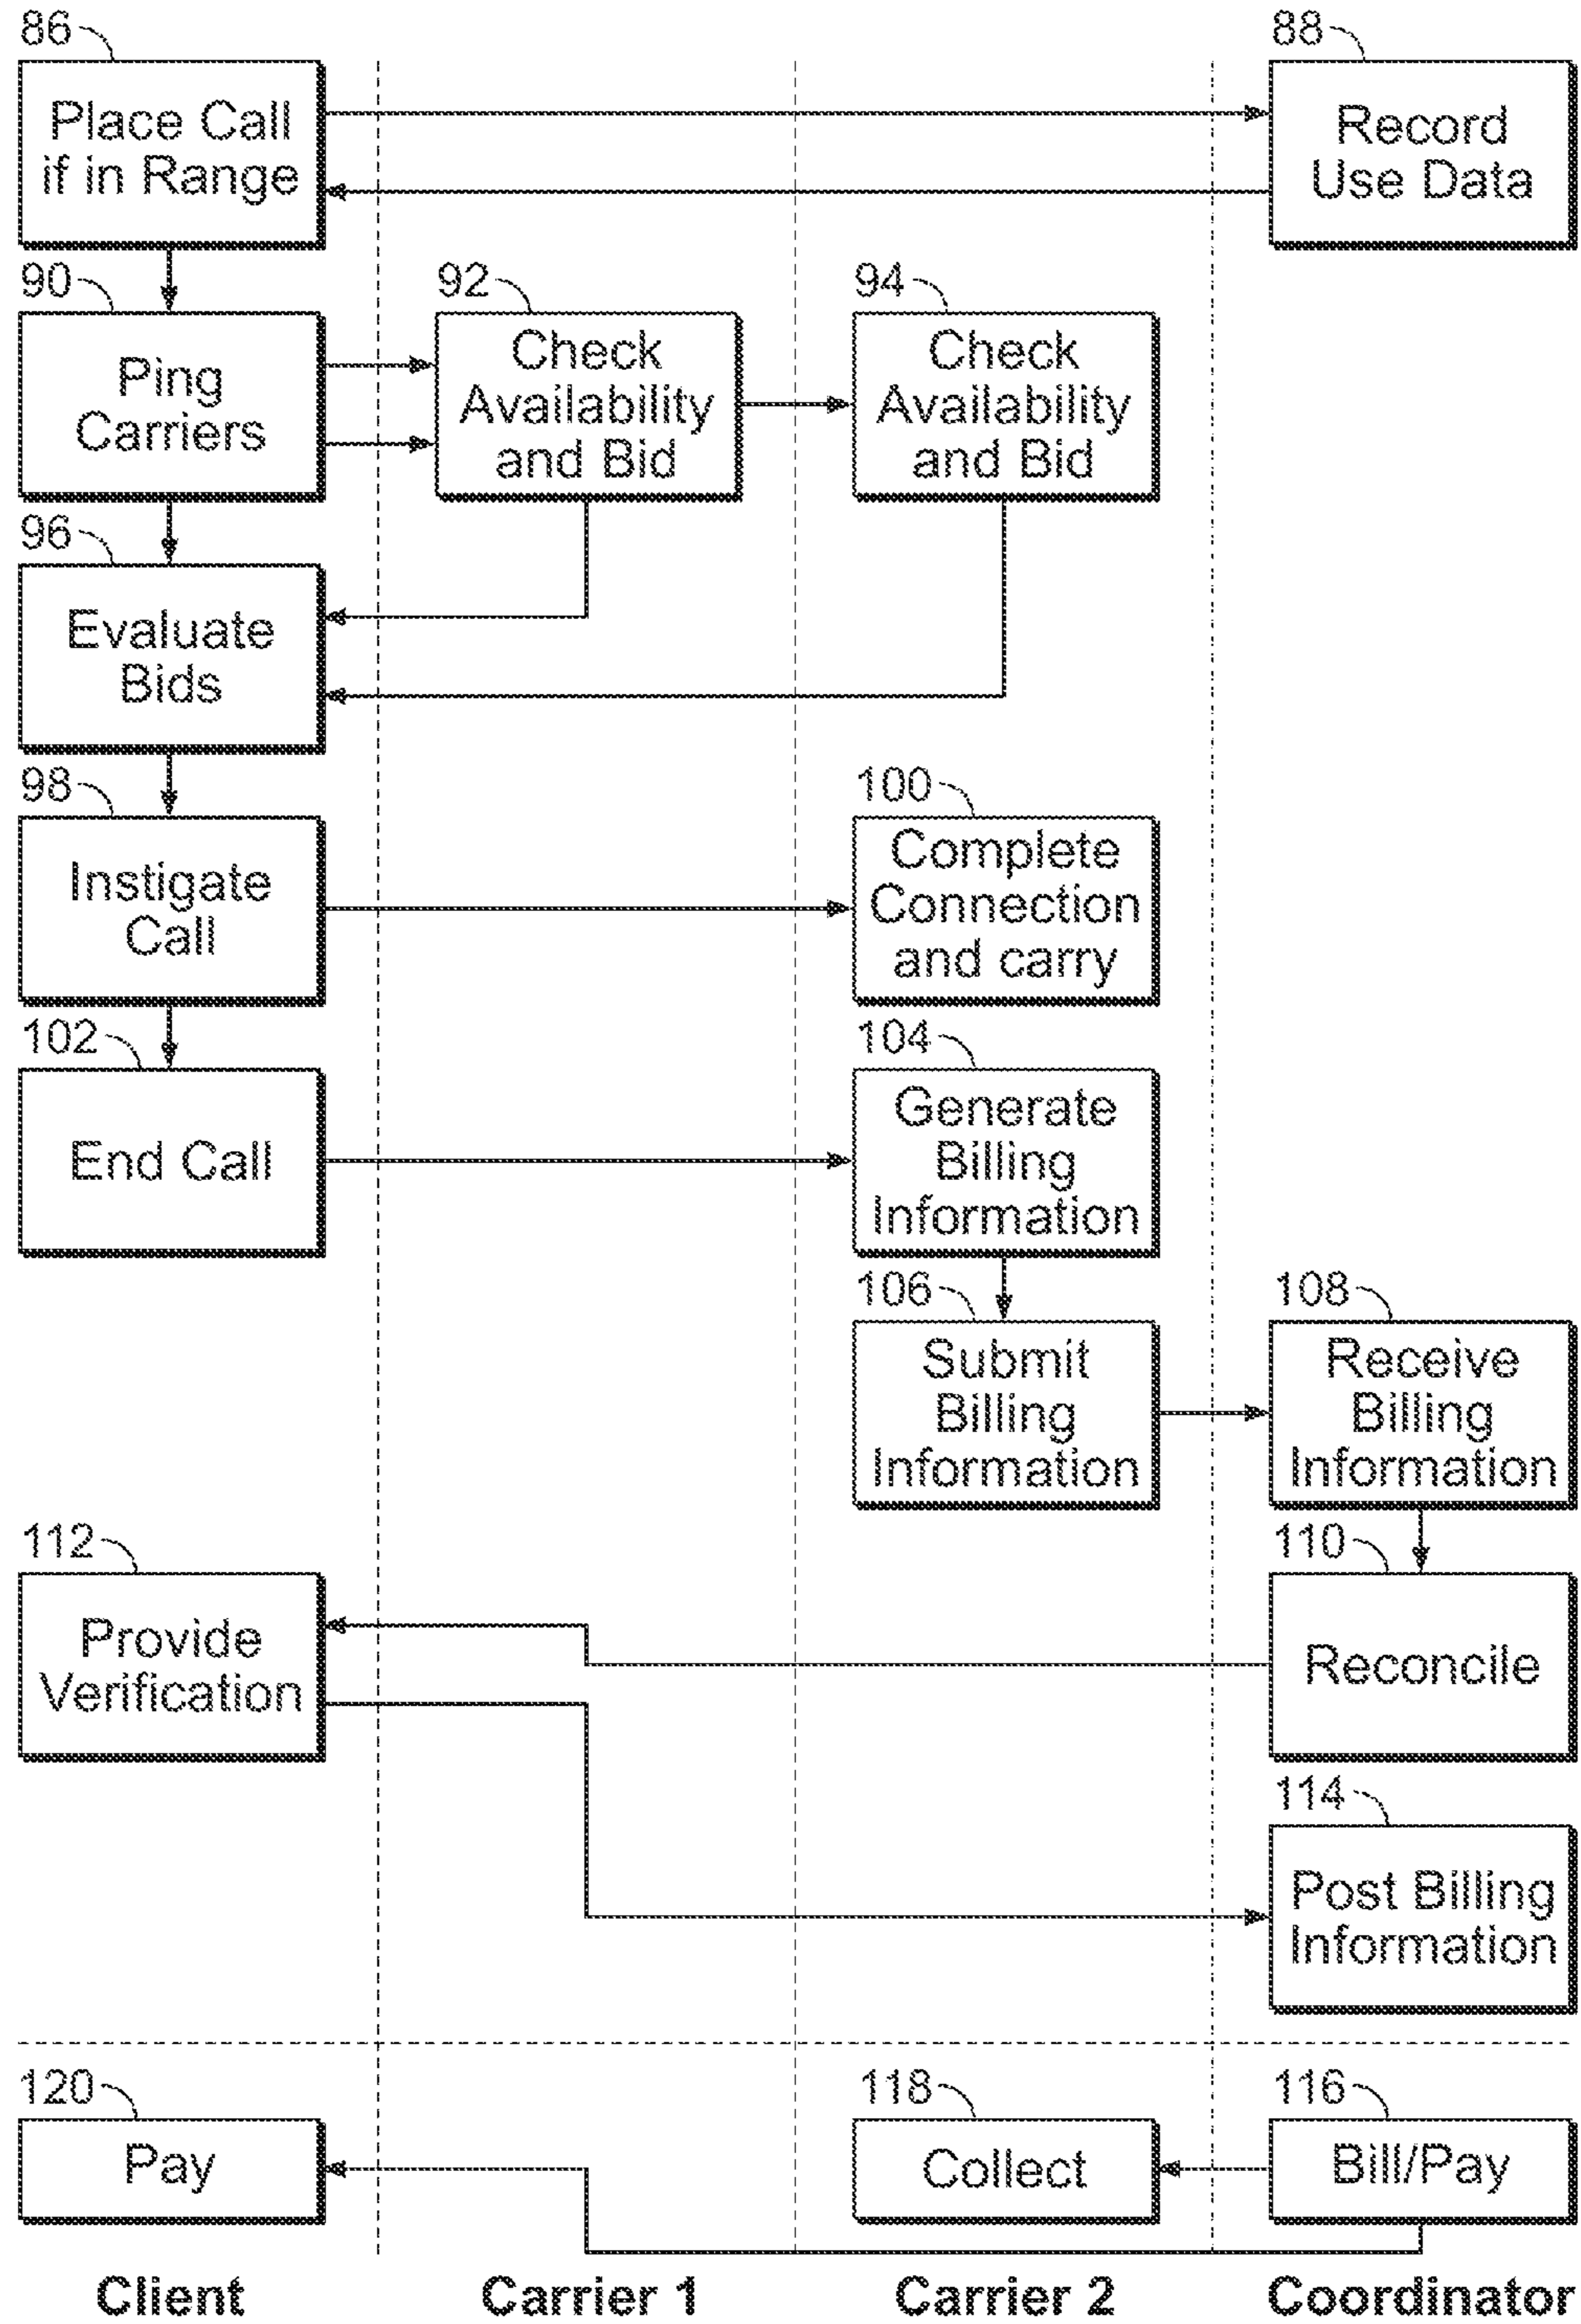 86
Place Call
if in Range
88
Record
Use Data
90
Ping
Carriers
92
Check
Availability
and Bid
94
Check
Availability
and Bid
96
Evaluate
Bids
98
Instigate
Call
100
Complete
Connection
and carry
102
End Call
104
Generate
Billing
Information
106
Submit
Billing
Information
108
Receive
Billing
Information
112
Provide
Verification
110
Reconcile
114
Post Billing
Information
120
Pay
118
Collect
116
Bill/Pay
Client
Carrier 1
Carrier 2
Coordinator